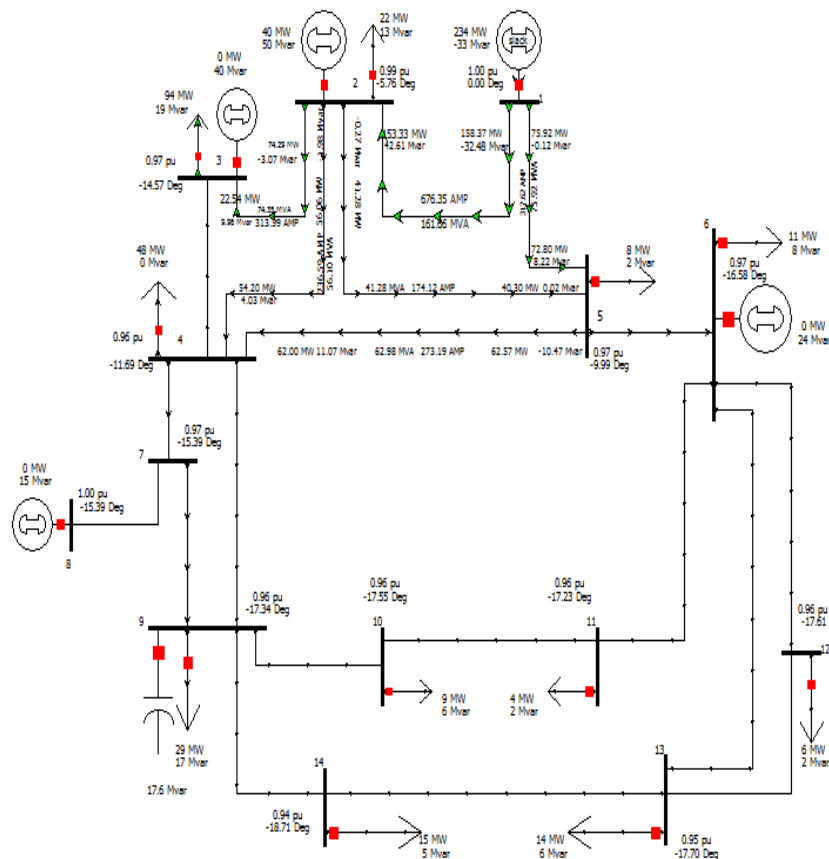 40 MW
50 Mvar
22 MW
13 Mvar
234 MW
-33 Mvar
slack
0 MW
40 Mvar
2
0.99 pu
-5.76 Deg
1.00 pu
0.00 Deg
1
94 MW
19 Mvar
3
0.97 pu
-14.57 Deg
74.29 MW
-3.07 Mvar
-3.98 Mvar
56.06 MW
56.10 MVA
-0.27 Mvar
41.28 MW
153.33 MW
42.61 Mvar
158.37 MW
-32.48 Mvar
75.92 MW
-0.12 Mvar
75.92 MVA
22.54 MW
74.35 MVA
313.99 AMP
676.35 AMP
161.66 MVA
48 MW
0 Mvar
72.80 MW
8.22 Mvar
8 MW
2 Mvar
6
11 MW
8 Mvar
0.97 pu
-16.58 Deg
54.20 MW
4.03 Mvar
41.28 MVA 174.12 AMP
40.30 MW 0.02 Mvar
5
0 MW
24 Mvar
0.96 pu
-11.69 Deg
4
62.00 MW 11.07 Mvar
62.98 MVA 273.19 AMP
62.57 MW -10.47 Mvar
0.97 pu
-9.99 Deg
0.97 pu
-15.39 Deg
7
0 MW
15 Mvar
1.00 pu
-15.39 Deg
8
0.96 pu
-17.34 Deg
9
0.96 pu
-17.55 Deg
10
0.96 pu
-17.23 Deg
11
0.96 pu
-17.61
12
9 MW
6 Mvar
4 MW
2 Mvar
29 MW
17 Mvar
17.6 Mvar
6 MW
2 Mvar
14
13
0.94 pu
-18.71 Deg
15 MW
5 Mvar
14 MW
6 Mvar
0.95 pu
-17.70 Deg